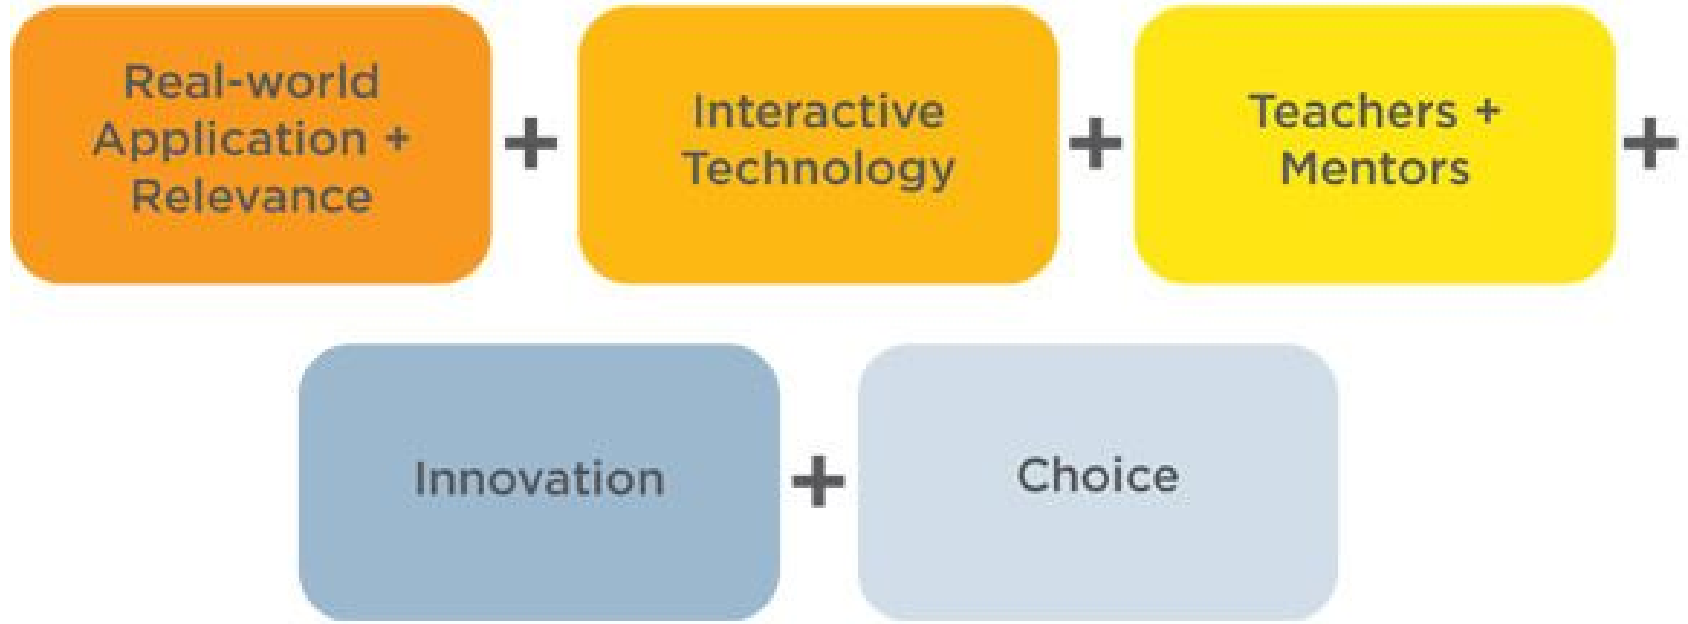 Real-world
Application +
Relevance
+
Interactive
Technology
+
Teachers +
Mentors
+
Innovation
+
Choice